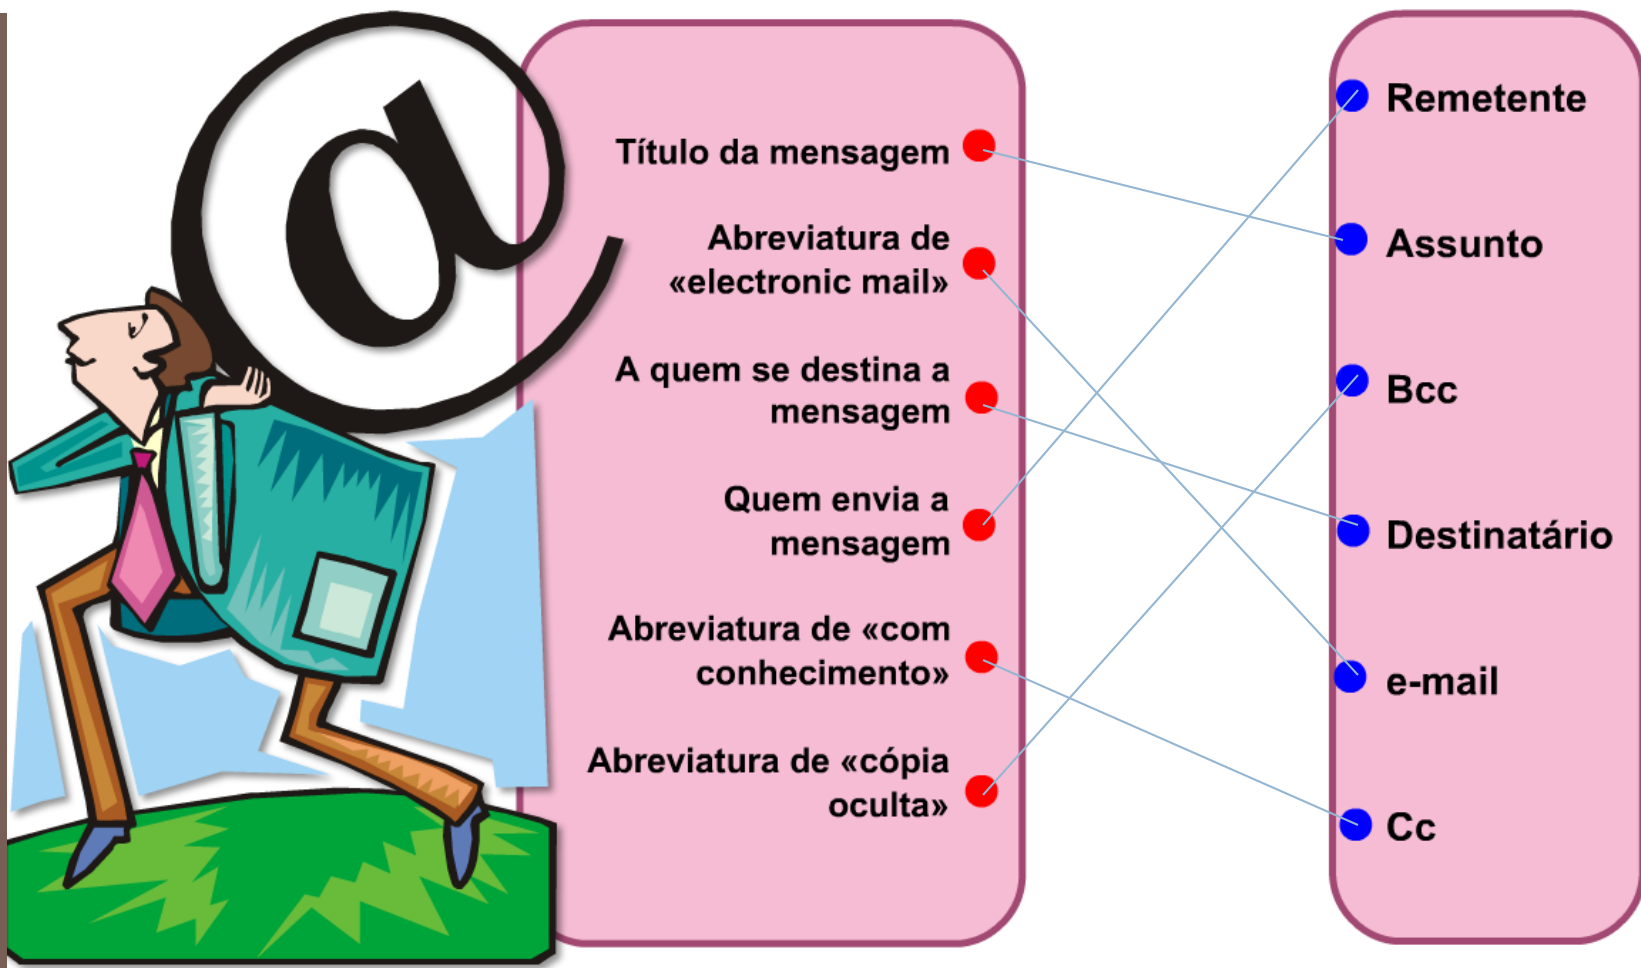 @
Título da mensagem
Abreviatura de
«electronic mail»
A quem se destina a
mensagem
Quem envia a
mensagem
Abreviatura de «com
conhecimento»
Abreviatura de «cópia
oculta»
Remetente
Assunto
Bcc
Destinatário
e-mail
Cc